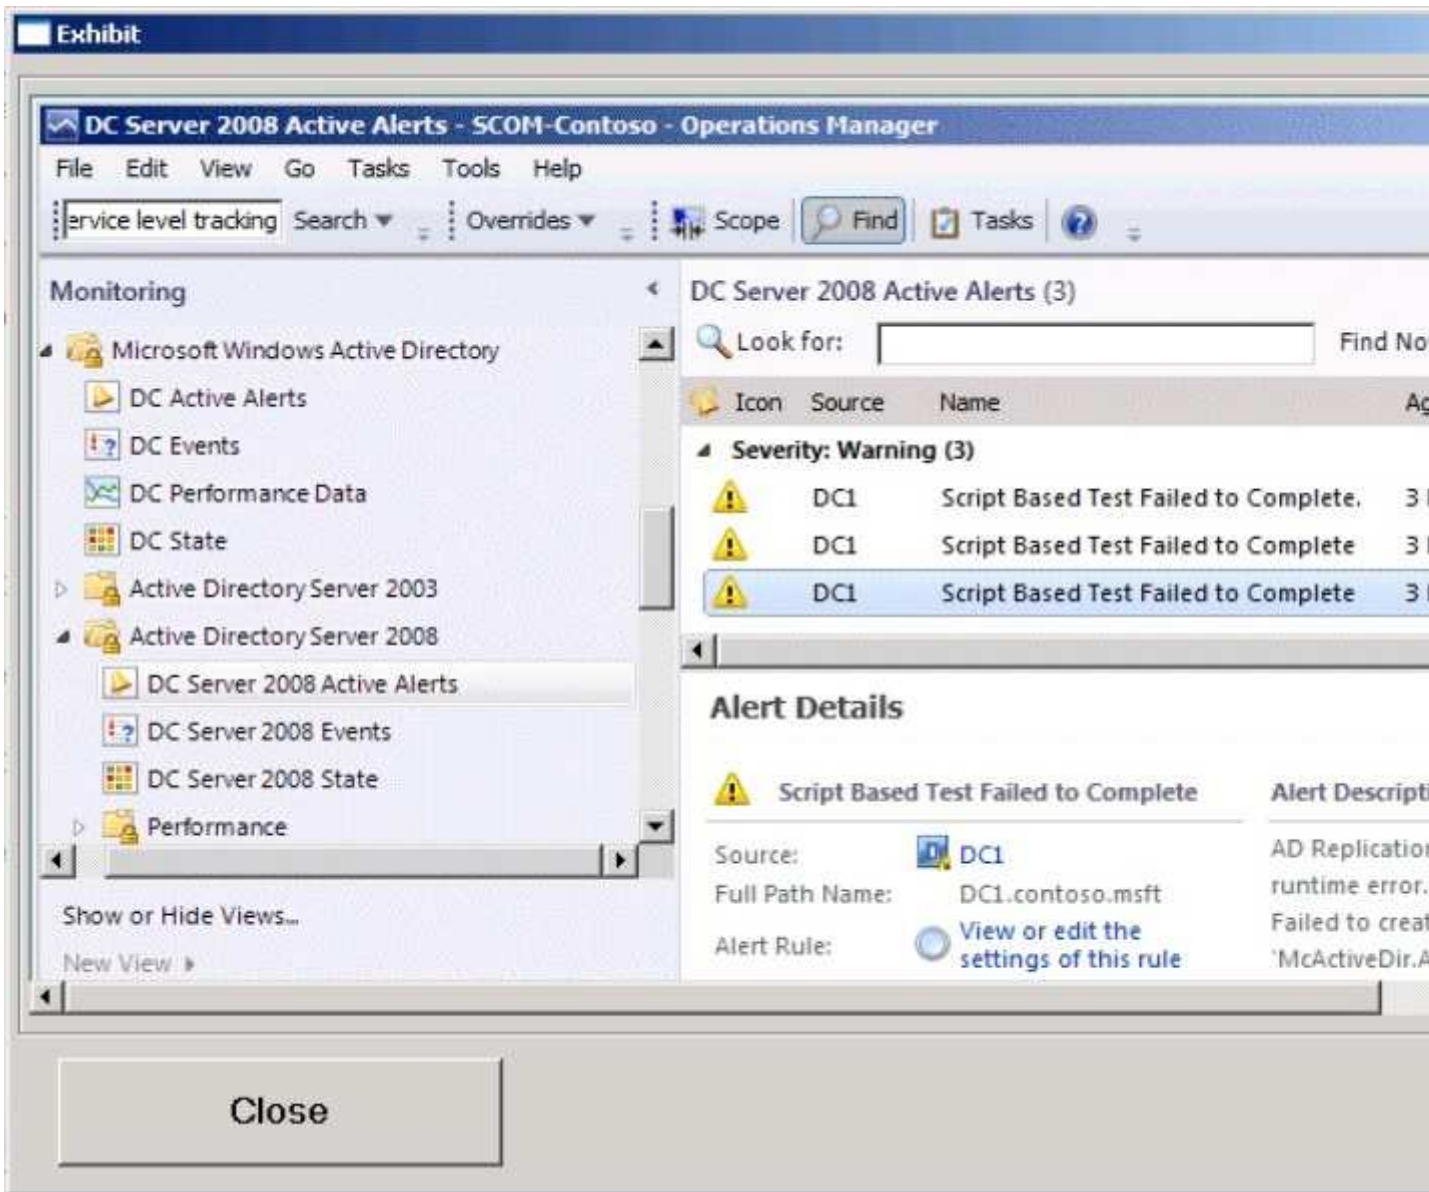 Exhibit
DC Server 2008 Active Alerts - SCOM-Contoso - Operations Manager
File Edit View Go Tasks Tools Help
ervice level tracking Search Overrides Scope Find Tasks
Monitoring
Microsoft Windows Active Directory
DC Active Alerts
DC Events
DC Performance Data
DC State
Active Directory Server 2003
Active Directory Server 2008
DC Server 2008 Active Alerts
DC Server 2008 Events
DC Server 2008 State
Performance
Show or Hide Views...
New View
DC Server 2008 Active Alerts (3)
Look for: Find No
Icon Source Name Ag
Severity: Warning (3)
DC1 Script Based Test Failed to Complete. 3
DC1 Script Based Test Failed to Complete 3
DC1 Script Based Test Failed to Complete 3
Alert Details
Script Based Test Failed to Complete
Source: DC1
Full Path Name: DC1.contoso.msft
Alert Rule: View or edit the
settings of this rule
Alert Descripti
AD Replication
runtime error.
Failed to creat
'McActiveDir.A
Close